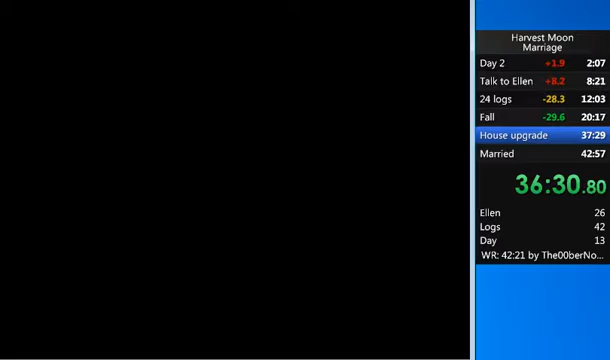 Harvest Moon
Marriage
Day 2 +1.9 2:07
Talk to Ellen +8.2 8:21
24 logs -28.3 12:03
Fall -29.6 20:17
House upgrade 37:29
Married 42:57
36:30.80
Ellen 26
Logs 42
Day 13
WR: 42:21 by The00berNo...